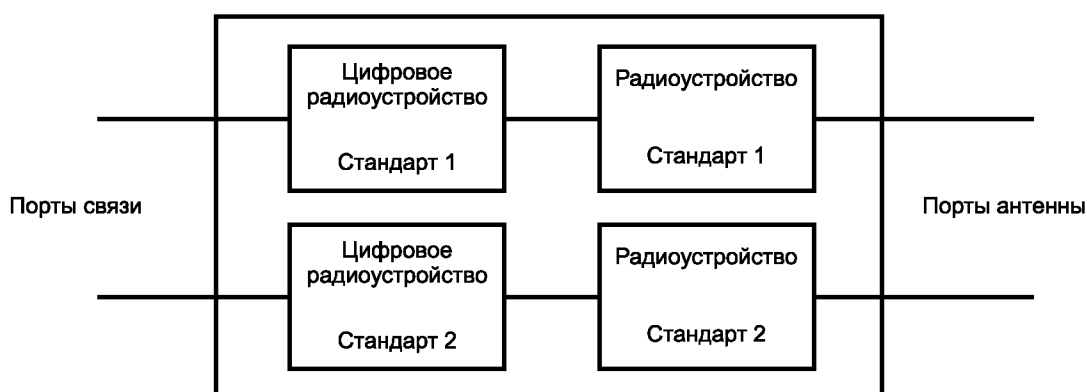 Цифровое
радиоустройство
Стандарт 1
Радиоустройство
Стандарт 1
Порты связи
Порты антенны
Цифровое
радиоустройство
Стандарт 2
Радиоустройство
Стандарт 2